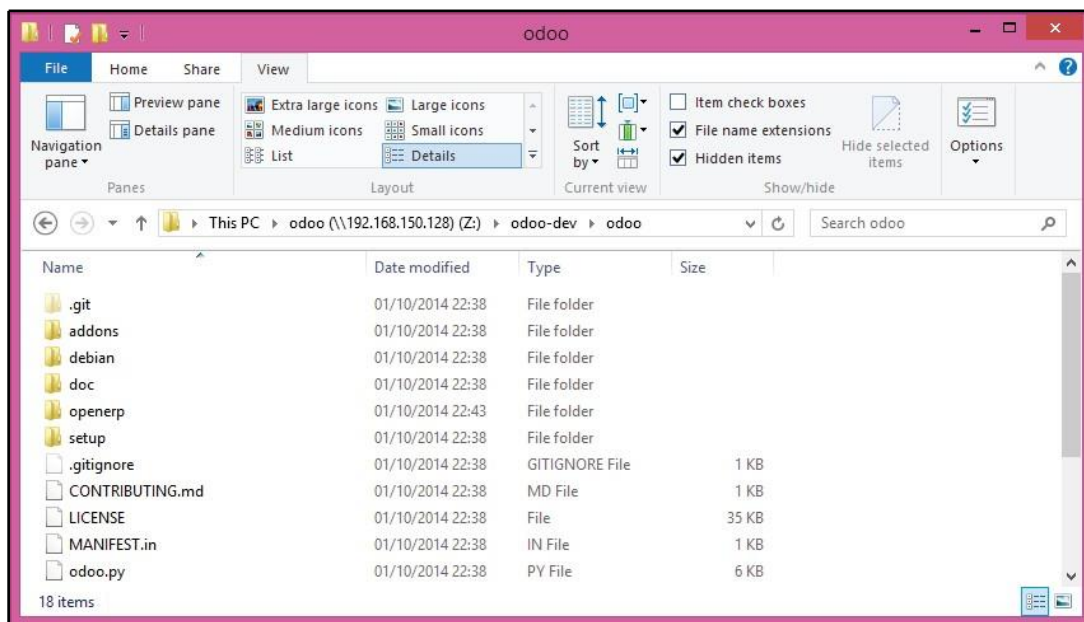 odoo
File Home Share View
Preview pane
Details pane
Navigation pane
Panes
Extra large icons Large icons
Medium icons Small icons
List Details
Layout
Sort by
Current view
Item check boxes
File name extensions
Hidden items
Hide selected items
Show/hide
Options
This PC odoo (\\192.168.150.128) (Z:) odoo-dev odoo
Search odoo
Name Date modified Type Size
.git 01/10/2014 22:38 File folder
addons 01/10/2014 22:38 File folder
debian 01/10/2014 22:38 File folder
doc 01/10/2014 22:38 File folder
openerp 01/10/2014 22:43 File folder
setup 01/10/2014 22:38 File folder
.gitignore 01/10/2014 22:38 GITIGNORE File 1 KB
CONTRIBUTING.md 01/10/2014 22:38 MD File 1 KB
LICENSE 01/10/2014 22:38 File 35 KB
MANIFEST.in 01/10/2014 22:38 IN File 1 KB
odoo.py 01/10/2014 22:38 PY File 6 KB
18 items